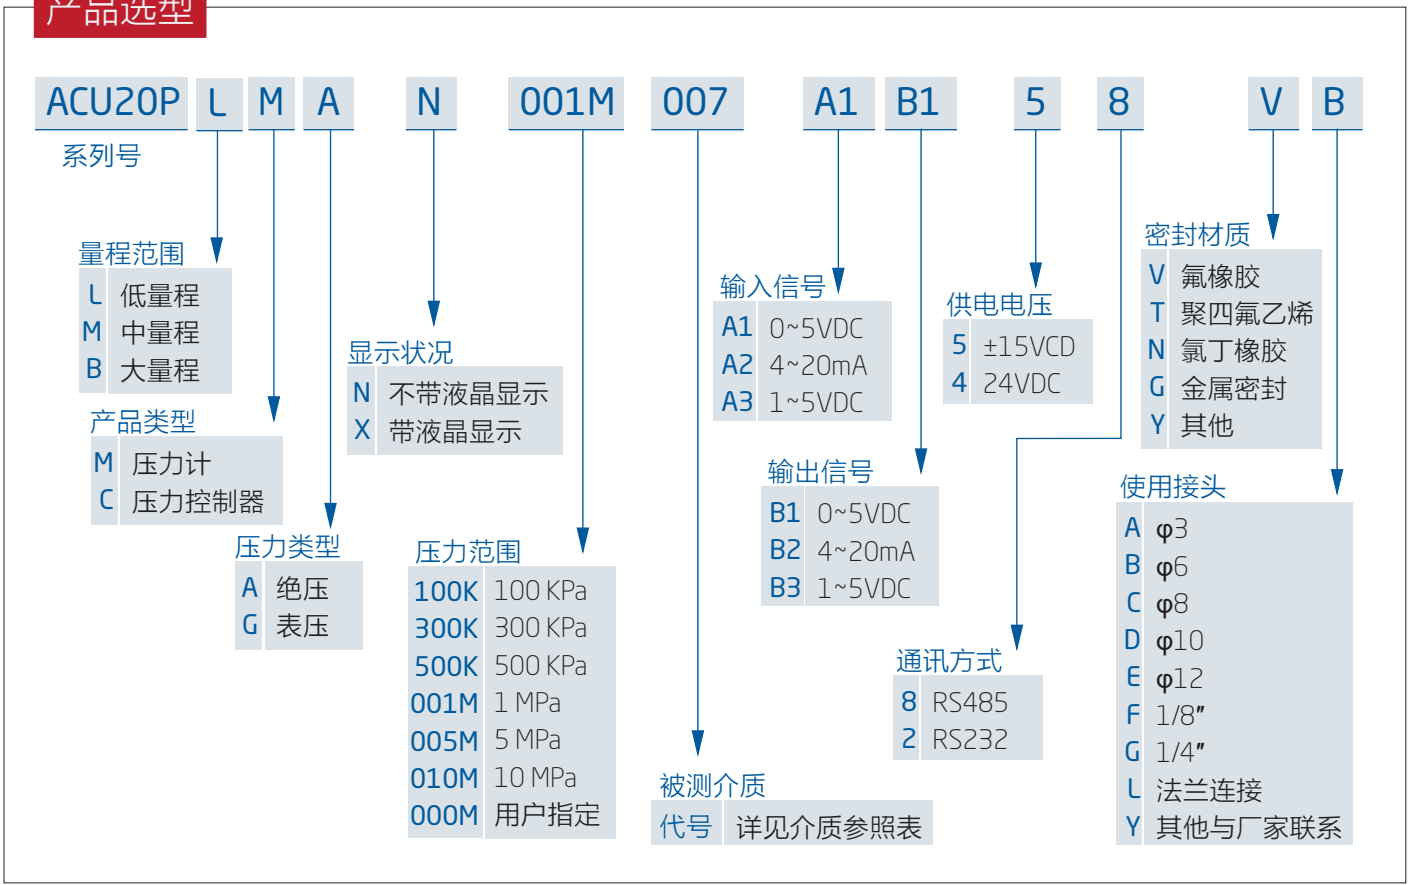 产品选型
ACU20P L M A N 001M 007 A1 B1 5 8 V B
系列号
量程范围
L 低量程
M 中量程
B 大量程
产品类型
M 压力计
C 压力控制器
压力类型
A 绝压
G 表压
显示状况
N 不带液晶显示
X 带液晶显示
压力范围
100K 100 KPa
300K 300 KPa
500K 500 KPa
001M 1 MPa
005M 5 MPa
010M 10 MPa
000M 用户指定
被测介质
代号 详见介质参照表
输入信号
A1 0~5VDC
A2 4~20mA
A3 1~5VDC
输出信号
B1 0~5VDC
B2 4~20mA
B3 1~5VDC
供电电压
5 ±15VCD
4 24VDC
通讯方式
8 RS485
2 RS232
密封材质
V 氟橡胶
T 聚四氟乙烯
N 氯丁橡胶
G 金属密封
Y 其他
使用接头
A φ3
B φ6
C φ8
D φ10
E φ12
F 1/8″
G 1/4″
L 法兰连接
Y 其他与厂家联系